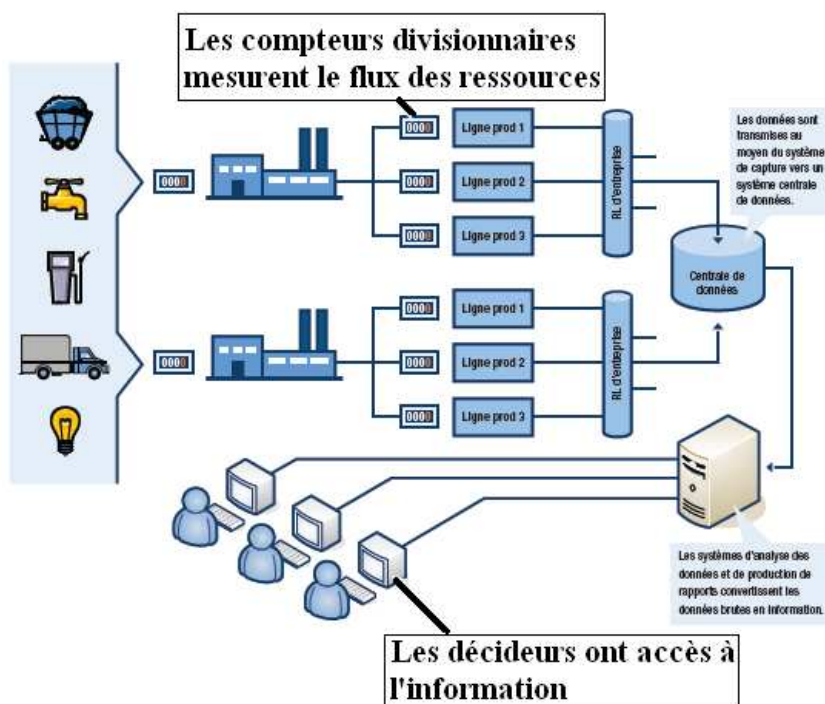 Les compteurs divisionnaires
mesurent le flux des ressources
Les données sont
transmises au
moyen du système
de capture vers un
système centrale
de données.
0000
0000
Ligne prod 1
0000
Ligne prod 2
0000
Ligne prod 3
RL d'entreprise
Centrale de
données
0000
0000
Ligne prod 1
0000
Ligne prod 2
0000
Ligne prod 3
RL d'entreprise
Les systèmes d'analyse des
données et de production de
rapports convertissent les
données brutes en information.
Les décideurs ont accès à
l'information